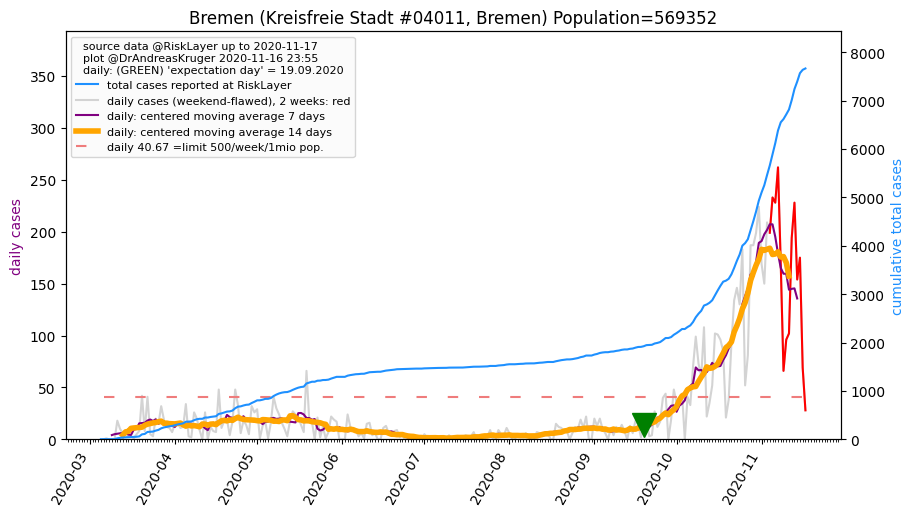 Bremen (Kreisfreie Stadt #04011, Bremen) Population=569352
source data @RiskLayer up to 2020-11-17
plot @DrAndreasKruger 2020-11-16 23:55
daily: (GREEN) 'expectation day' = 19.09.2020
total cases reported at RiskLayer
daily cases (weekend-flawed), 2 weeks: red
daily: centered moving average 7 days
daily: centered moving average 14 days
daily 40.67 =limit 500/week/1mio pop.
daily cases
350
300
250
200
150
100
50
0
8000
7000
6000
5000
4000
3000
2000
1000
0
cumulative total cases
2020-03
2020-04
2020-05
2020-06
2020-07
2020-08
2020-09
2020-10
2020-11